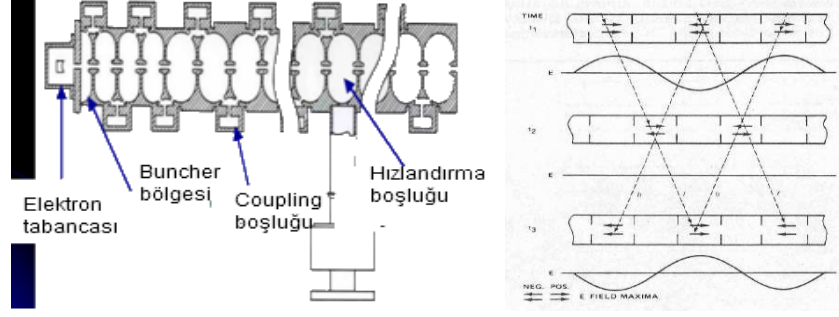 Elektron
tabancası
Buncher
bölgesi
Coupling
boşluğu
Hızlandırma
boşluğu
TIME
T1
E
T2
E
T3
E
NEG. POS.
E FIELD MAXIMA